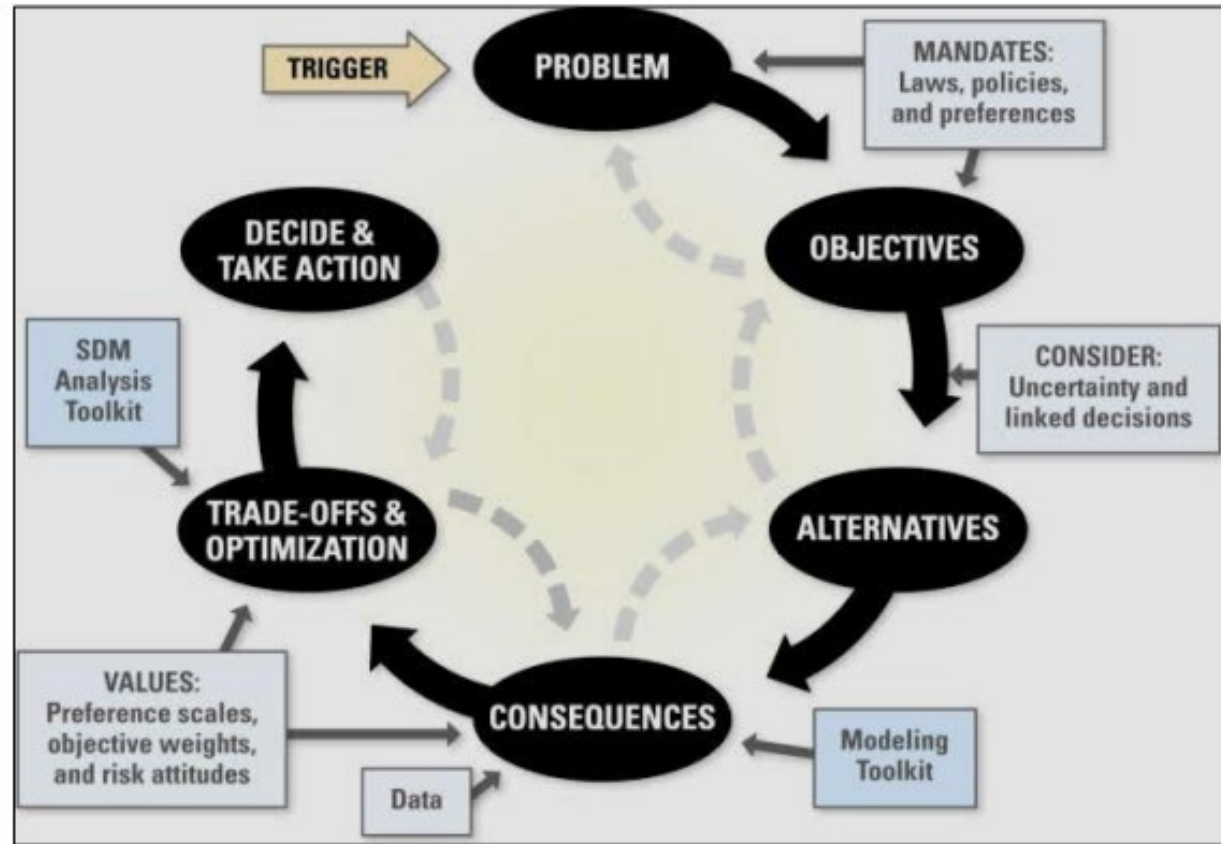 TRIGGER
PROBLEM
MANDATES:
Laws, policies,
and preferences
DECIDE &
TAKE ACTION
OBJECTIVES
SDM
Analysis
Toolkit
CONSIDER:
Uncertainty and
linked decisions
TRADE-OFFS &
OPTIMIZATION
ALTERNATIVES
VALUES:
Preference scales,
objective weights,
and risk attitudes
CONSEQUENCES
Modeling
Toolkit
Data